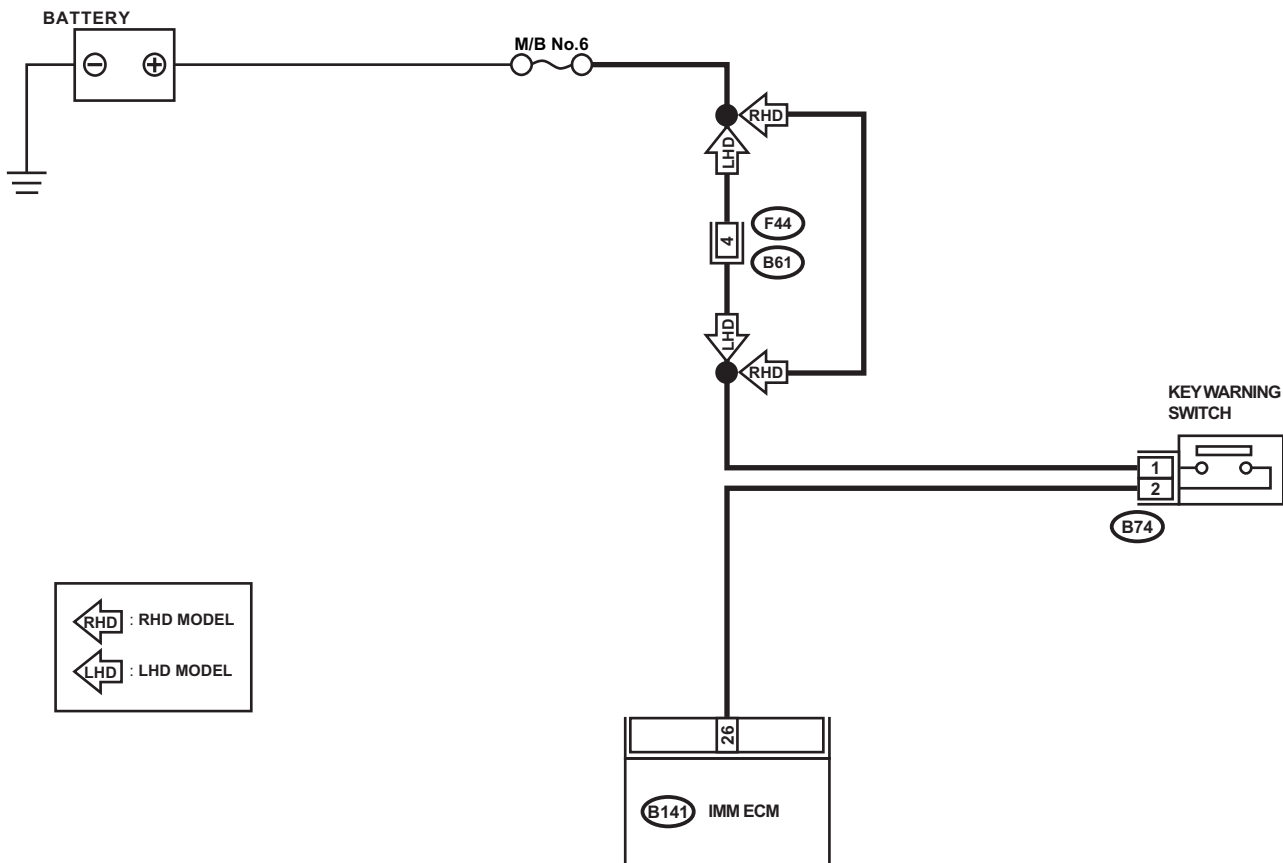 BATTERY
M/B No.6
RHD
LHD
4
F44
B61
LHD
RHD
KEY WARNING
SWITCH
1
2
B74
RHD : RHD MODEL
LHD : LHD MODEL
26
B141 IMM ECM